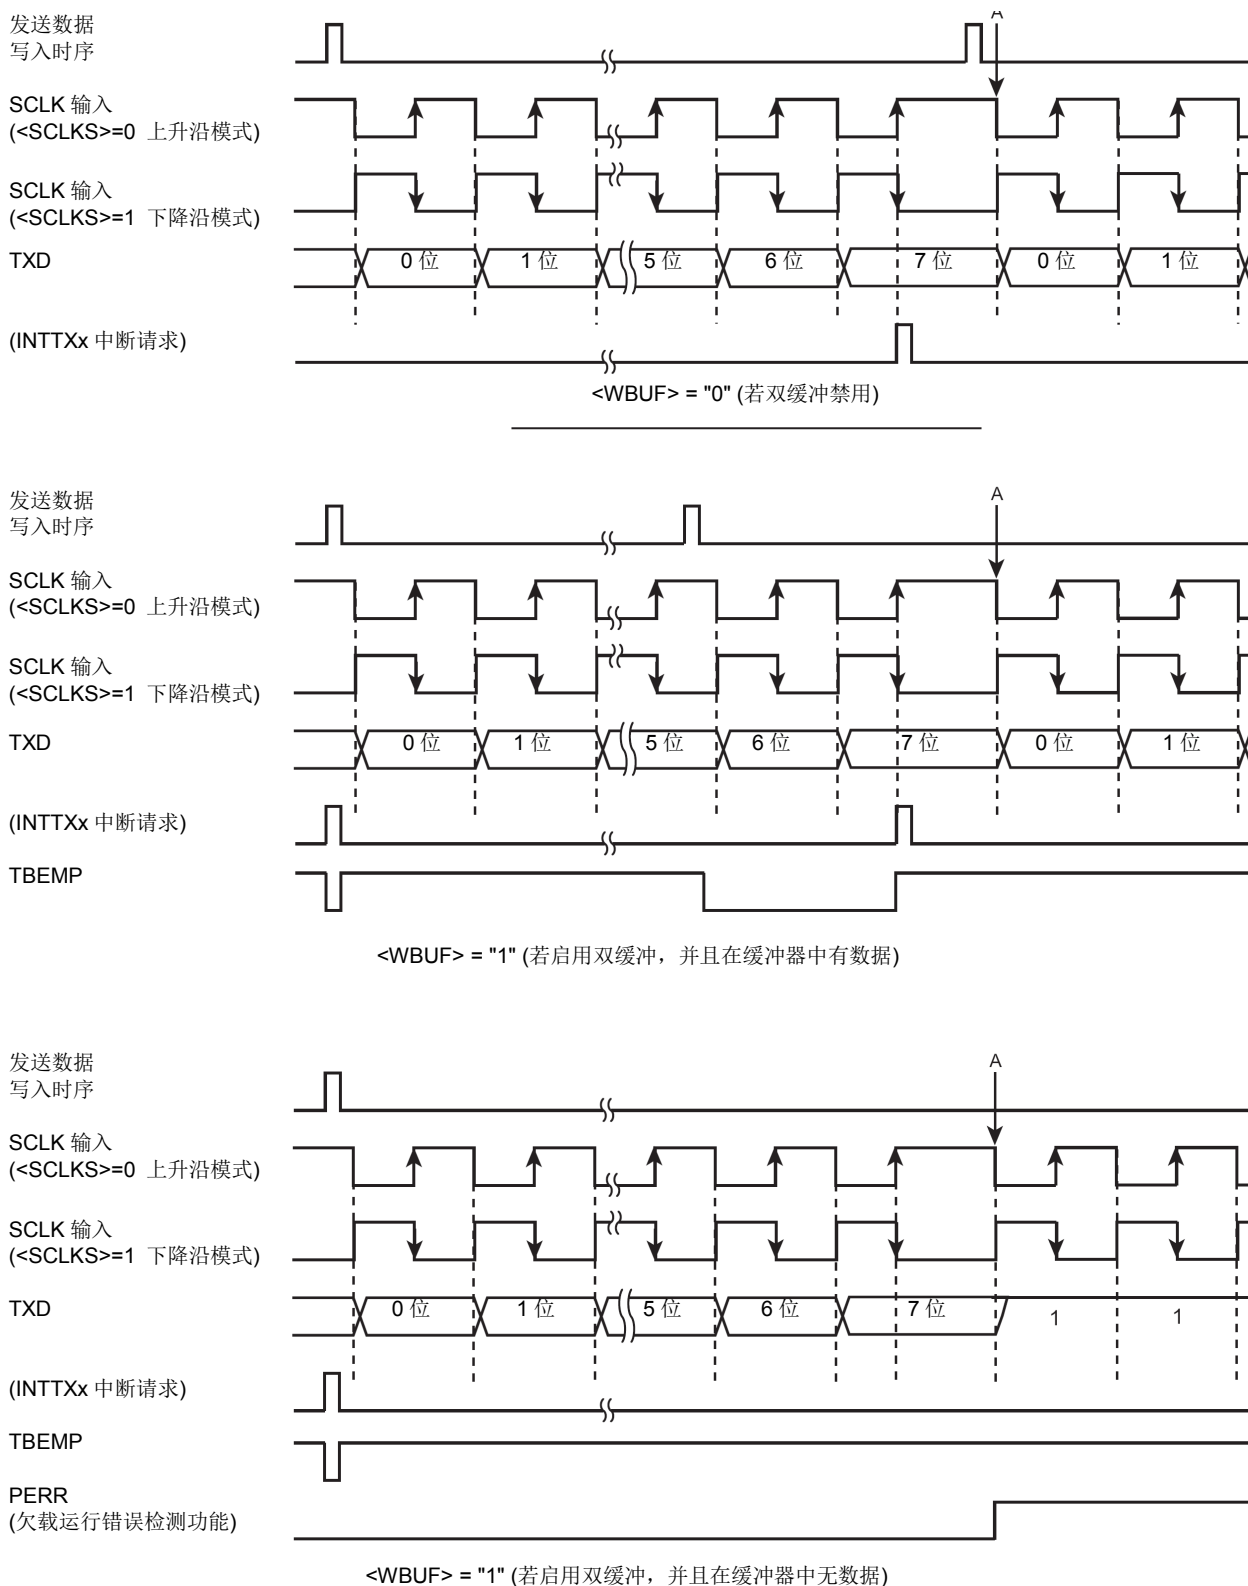 A
发送数据
写入时序
SCLK 输入
(<SCLKS>=0 上升沿模式)
SCLK 输入
(<SCLKS>=1 下降沿模式)
TXD 0 位 1 位 5 位 6 位 7 位 0 位 1 位
(INTTXx 中断请求)
<WBUF> = "0" (若双缓冲禁用)
A
发送数据
写入时序
SCLK 输入
(<SCLKS>=0 上升沿模式)
SCLK 输入
(<SCLKS>=1 下降沿模式)
TXD 0 位 1 位 5 位 6 位 7 位 0 位 1 位
(INTTXx 中断请求)
TBEMP
<WBUF> = "1" (若启用双缓冲，并且在缓冲器中有数据)
A
发送数据
写入时序
SCLK 输入
(<SCLKS>=0 上升沿模式)
SCLK 输入
(<SCLKS>=1 下降沿模式)
TXD 0 位 1 位 5 位 6 位 7 位 1 1
(INTTXx 中断请求)
TBEMP
PERR
(欠载运行错误检测功能)
<WBUF> = "1" (若启用双缓冲，并且在缓冲器中无数据)